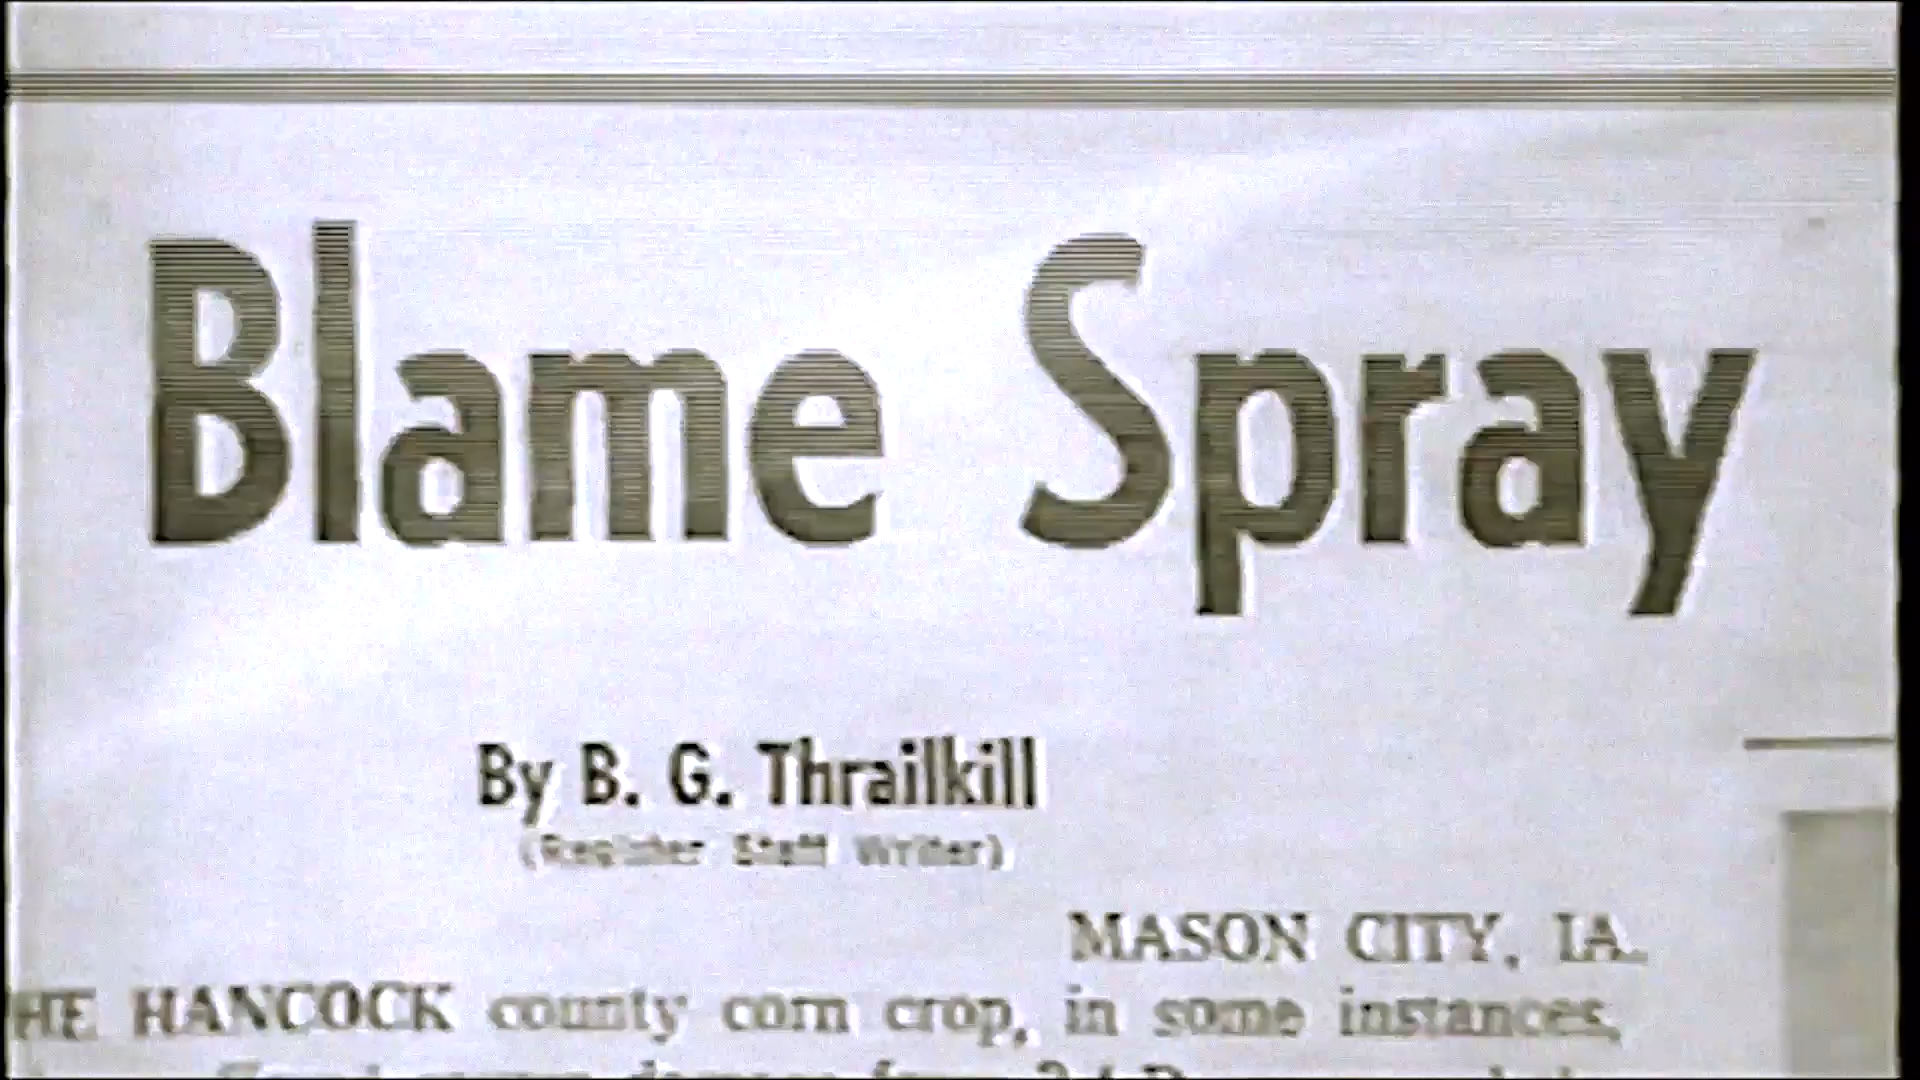 Blame Spray
By B. G. Thrailkill
(Register Staff Writer)
MASON CITY, IA.
HE HANCOCK county corn crop, in some instances,